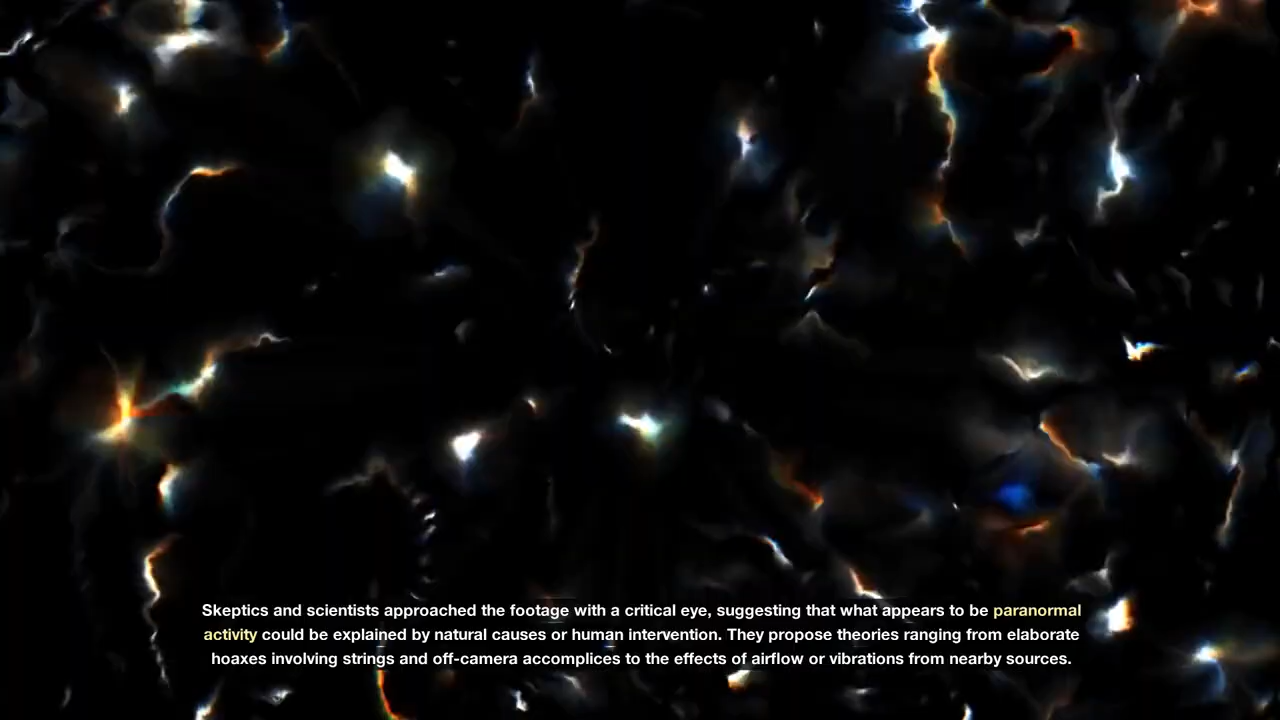 Skeptics and scientists approached the footage with a critical eye, suggesting that what appears to be paranormal
activity could be explained by natural causes or human intervention. They propose theories ranging from elaborate
hoaxes involving strings and off-camera accomplices to the effects of airflow or vibrations from nearby sources.